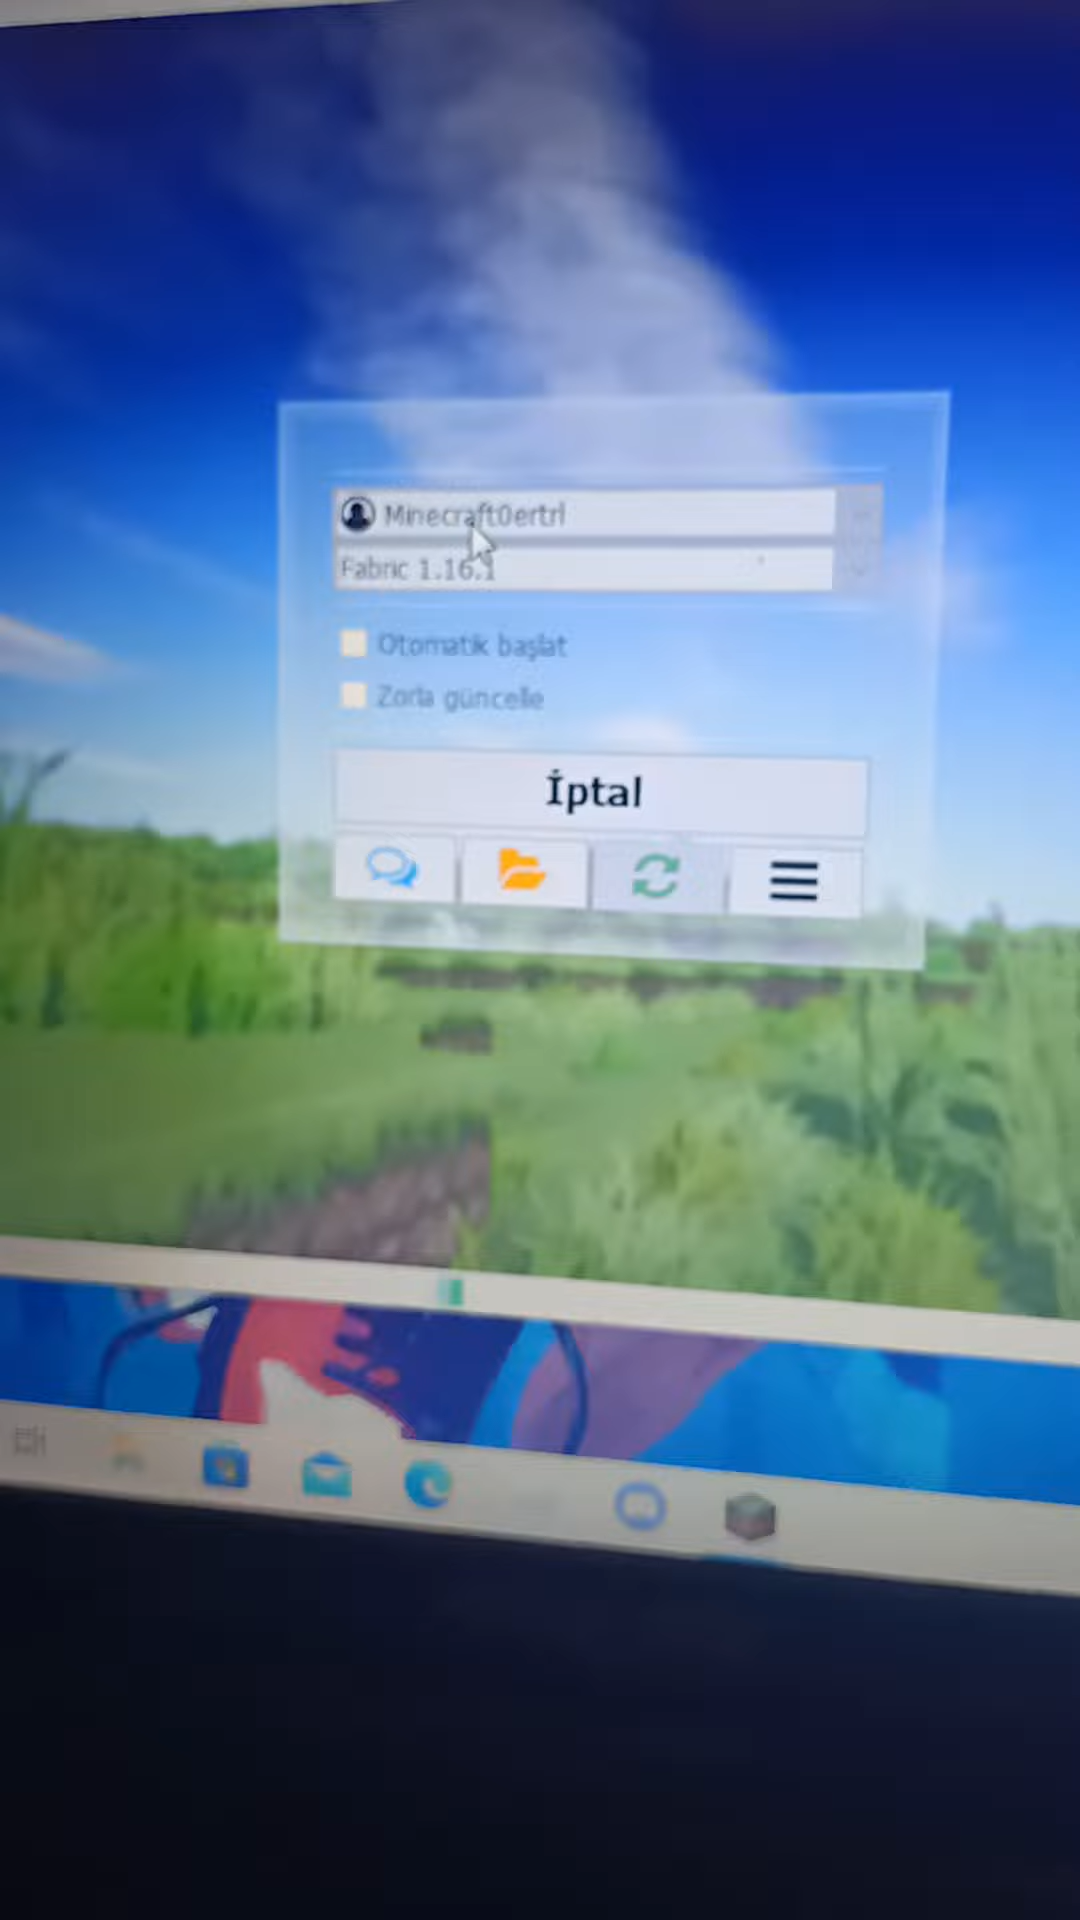 Minecraft0ertrl
Fabric 1.16.1
Otomatik başlat
Zorla güncelle
İptal